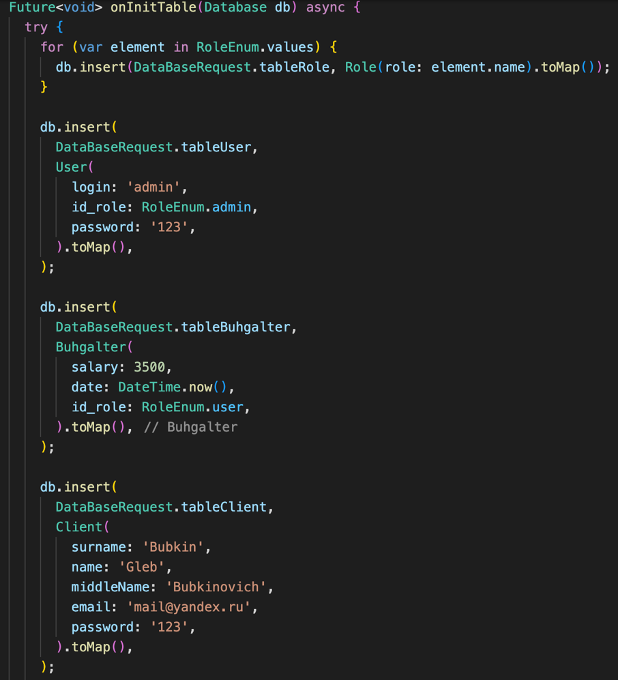 Future<void> onInitTable(Database db) async {
try {
for (var element in RoleEnum.values) {
db.insert(DataBaseRequest.tableRole, Role(role: element.name).toMap());
}
db.insert(
DataBaseRequest.tableUser,
User(
login: 'admin',
id_role: RoleEnum.admin,
password: '123',
).toMap(),
);
db.insert(
DataBaseRequest.tableBuhgalter,
Buhgalter(
salary: 3500,
date: DateTime.now(),
id_role: RoleEnum.user,
).toMap(), // Buhgalter
);
db.insert(
DataBaseRequest.tableClient,
Client(
surname: 'Bubkin',
name: 'Gleb',
middleName: 'Bubkinovich',
email: 'mail@yandex.ru',
password: '123',
).toMap(),
);